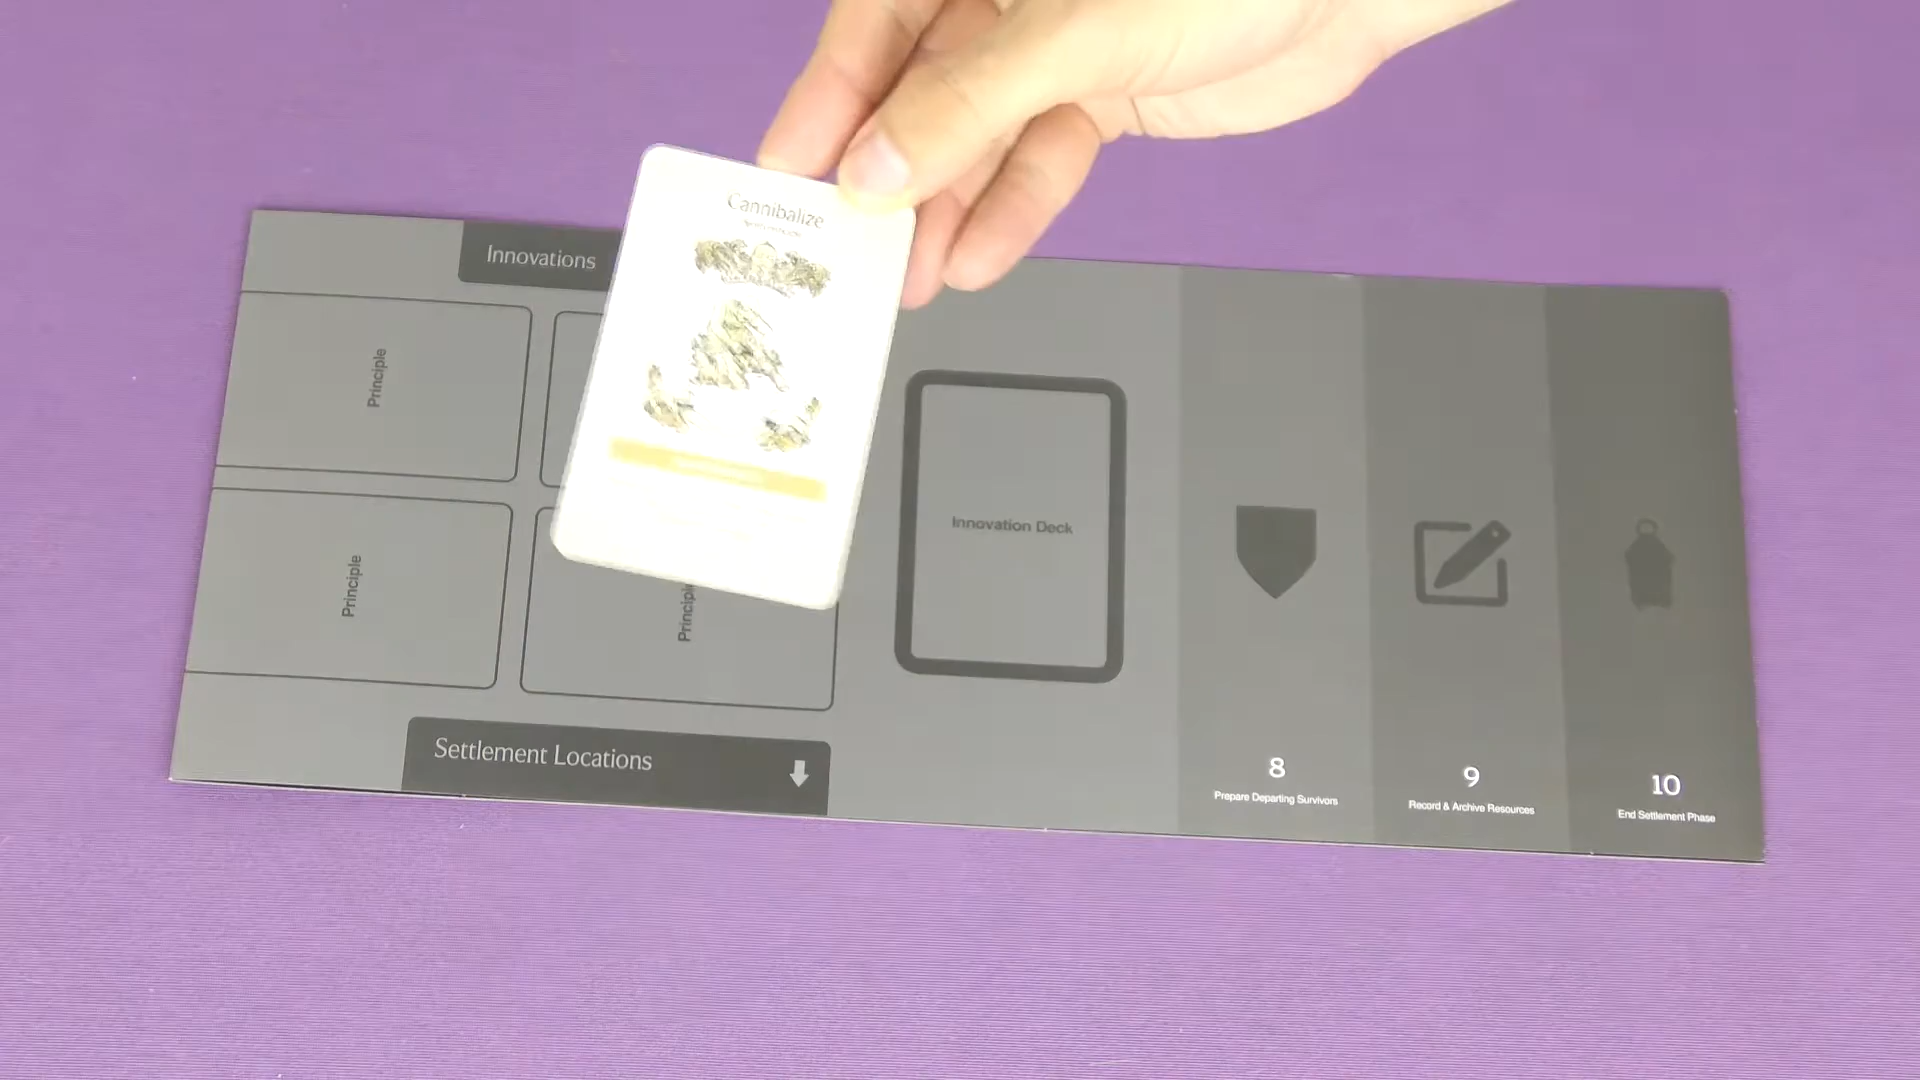 Cannibalize
Innovations
Principle
Principle
Principle
Innovation Deck
Settlement Locations
8
Prepare Departing Survivors
9
Record & Archive Resources
10
End Settlement Phase